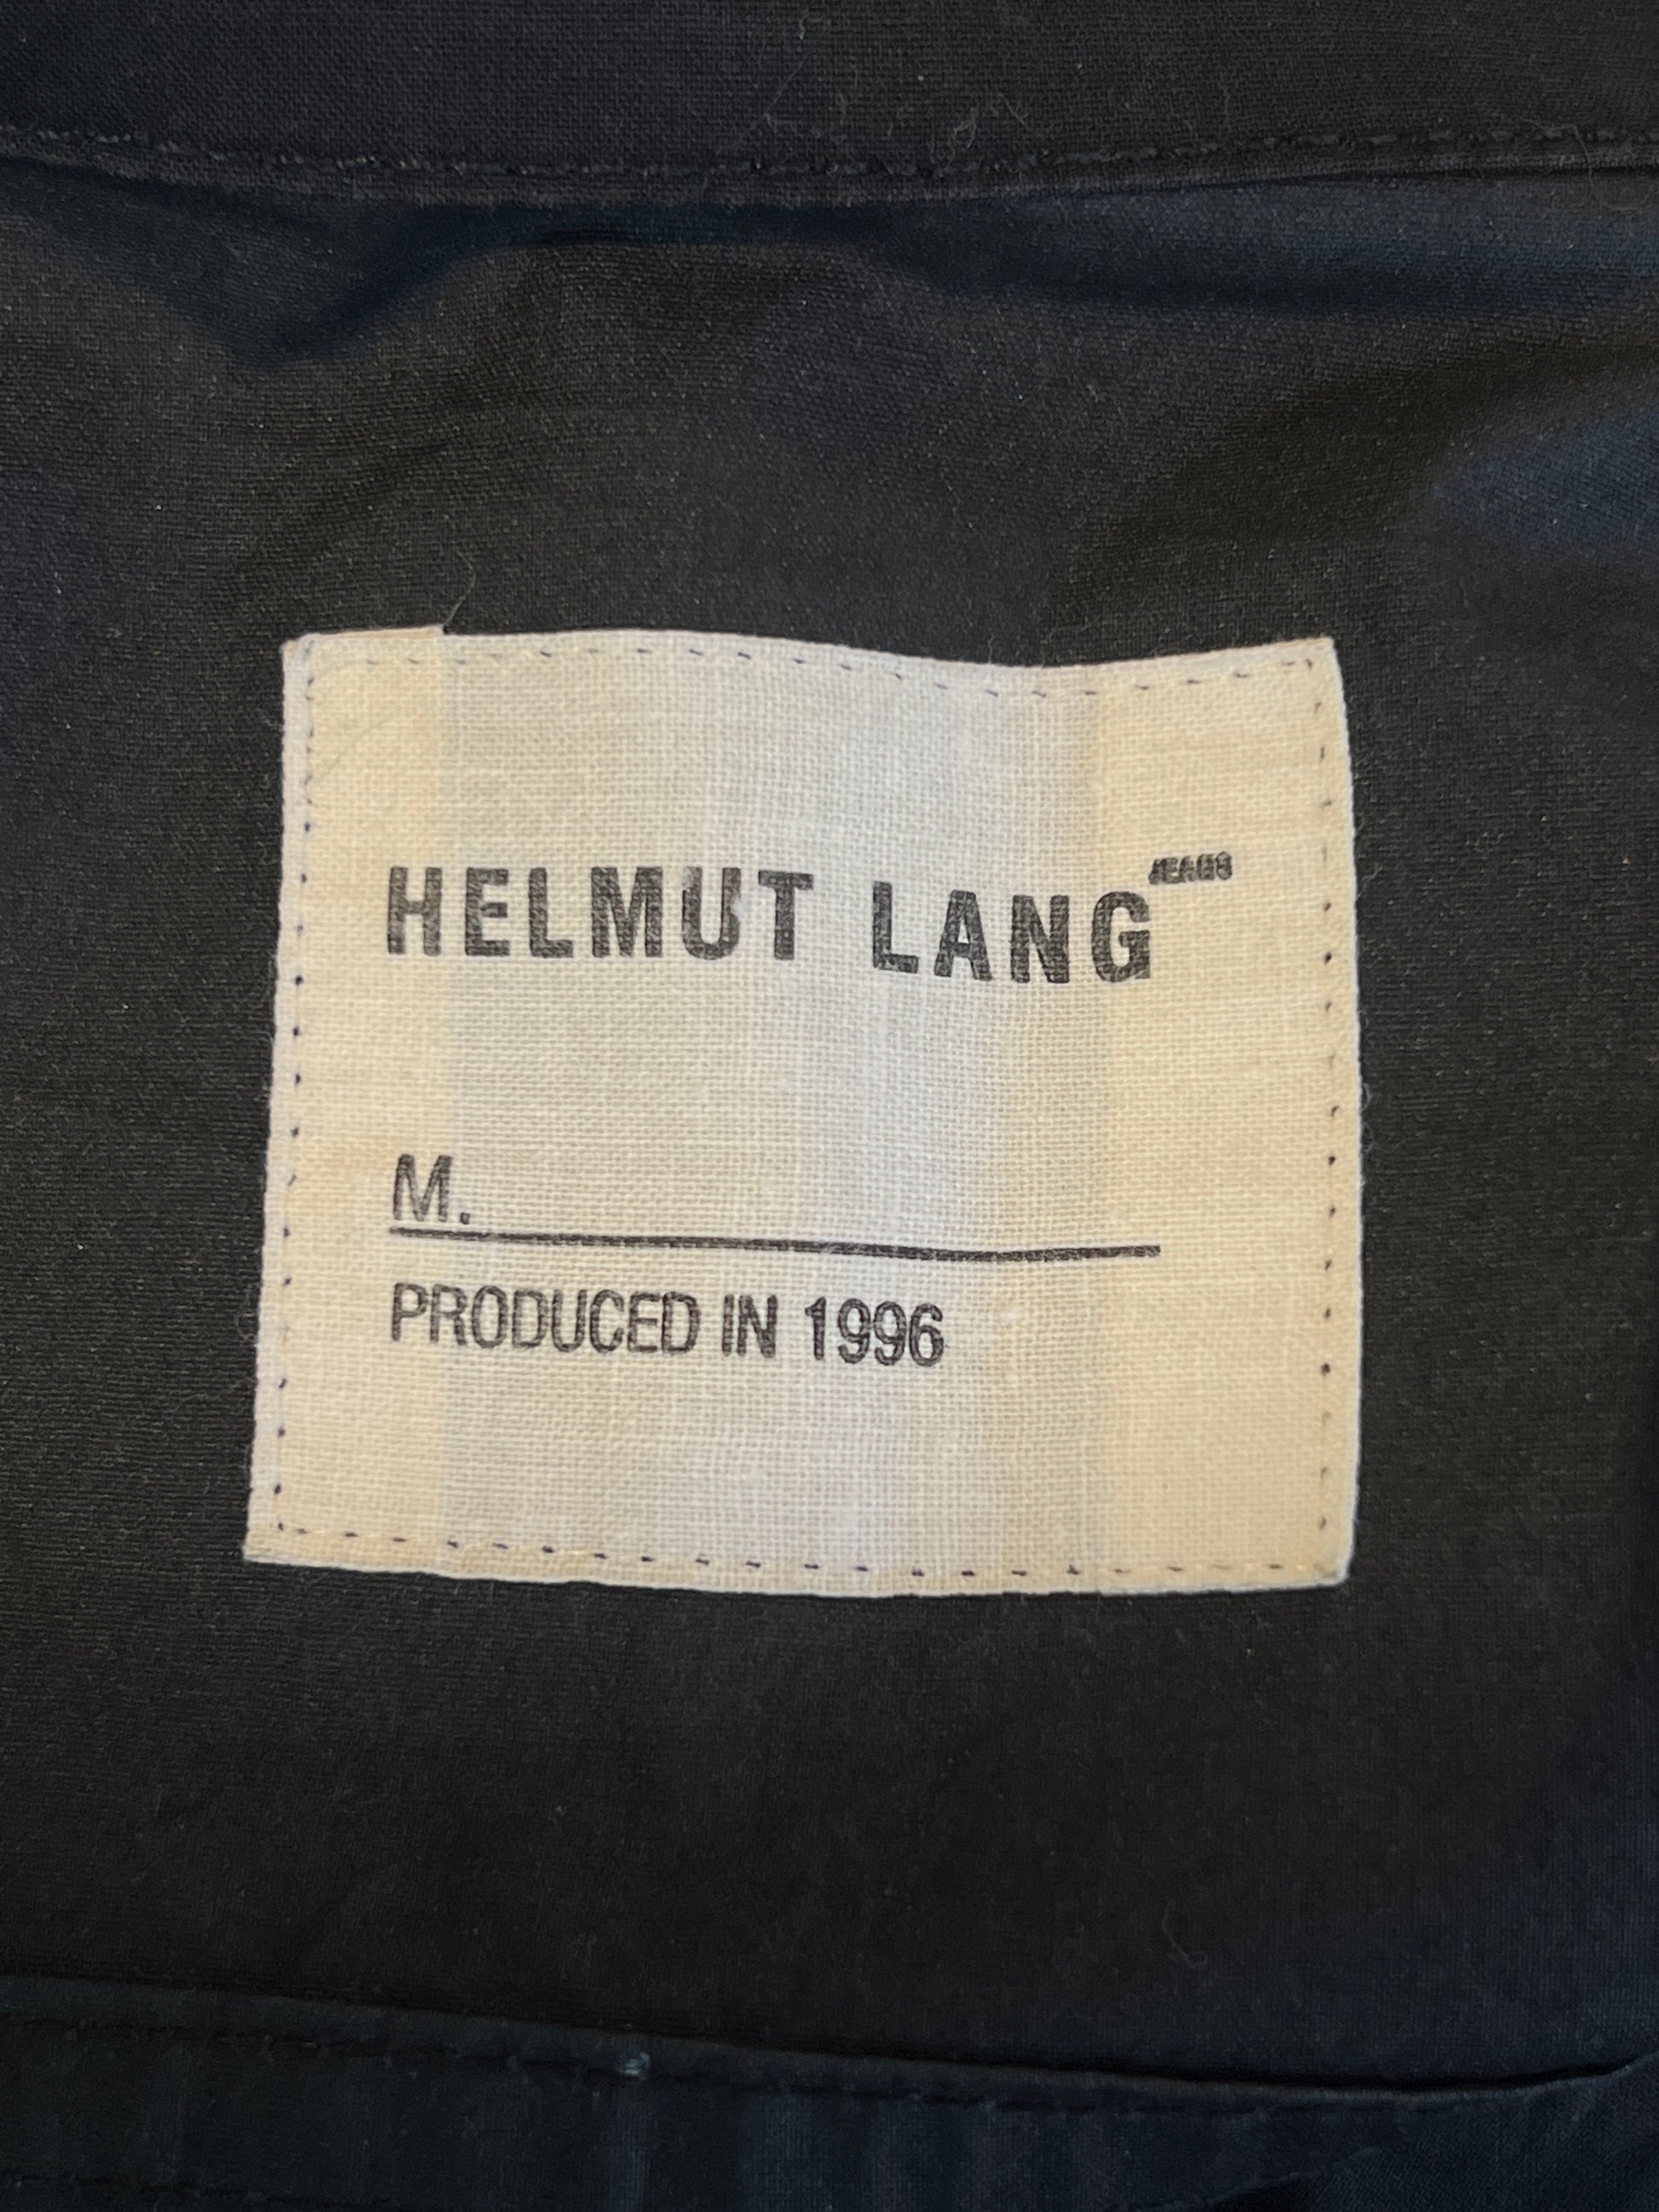 HELMUT LANG JEANS
M.
PRODUCED IN 1996